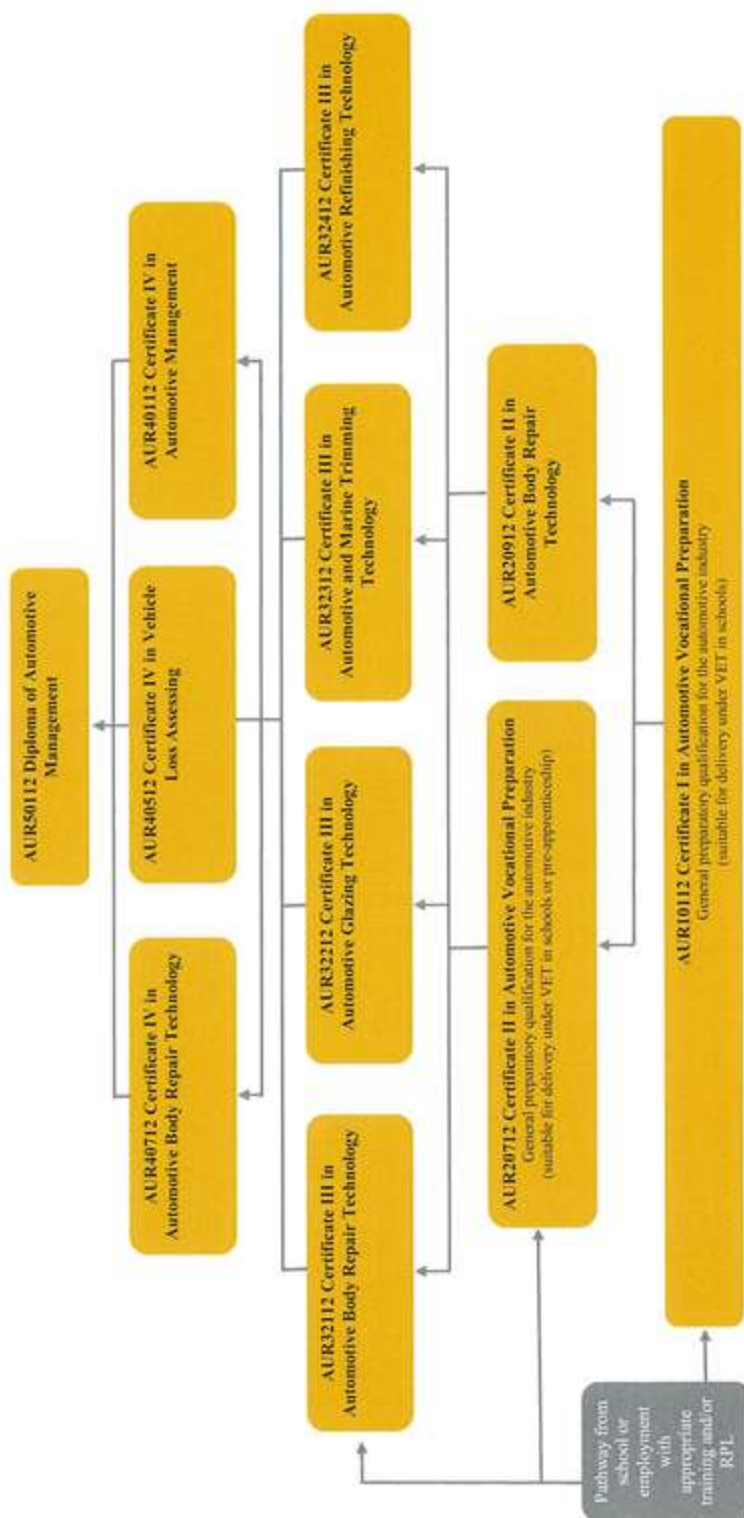 AUR50112 Diploma of Automotive
Management
AUR40712 Certificate IV in
Automotive Body Repair Technology
AUR40512 Certificate IV in Vehicle
Loss Assessing
AUR40112 Certificate IV in
Automotive Management
AUR32112 Certificate III in
Automotive Body Repair Technology
AUR32212 Certificate III in
Automotive Glazing Technology
AUR32312 Certificate III in
Automotive and Marine Trimming
Technology
AUR32412 Certificate III in
Automotive Refinishing Technology
AUR20712 Certificate II in Automotive Vocational Preparation
General preparatory qualification for the automotive industry
(suitable for delivery under VET in schools or pre-apprenticeship)
AUR20912 Certificate II in
Automotive Body Repair
Technology
Pathway from
school or
employment
with
appropriate
training and/or
RPL
AUR10112 Certificate I in Automotive Vocational Preparation
General preparatory qualification for the automotive industry
(suitable for delivery under VET in schools)